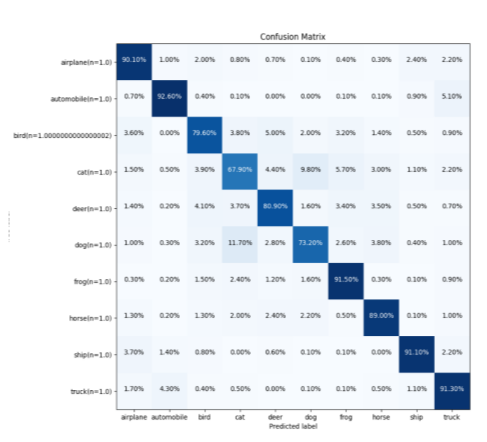 Confusion Matrix
airplane(n=1.0) 90.10% 1.00% 2.00% 0.80% 0.70% 0.10% 0.40% 0.30% 2.40% 2.20%
automobile(n=1.0) 0.70% 92.60% 0.40% 0.10% 0.00% 0.00% 0.10% 0.10% 0.90% 5.10%
bird(n=1.0000000000000002) 3.60% 0.00% 79.60% 3.80% 5.00% 2.00% 3.20% 1.40% 0.50% 0.90%
cat(n=1.0) 1.50% 0.50% 3.90% 67.90% 4.40% 9.80% 5.70% 3.00% 1.10% 2.20%
deer(n=1.0) 1.40% 0.20% 4.10% 3.70% 80.90% 1.60% 3.40% 3.50% 0.50% 0.70%
dog(n=1.0) 1.00% 0.30% 3.20% 11.70% 2.80% 73.20% 2.60% 3.80% 0.40% 1.00%
frog(n=1.0) 0.30% 0.20% 1.50% 2.40% 1.20% 1.60% 91.50% 0.30% 0.10% 0.90%
horse(n=1.0) 1.30% 0.20% 1.30% 2.00% 2.40% 2.20% 0.50% 89.00% 0.10% 1.00%
ship(n=1.0) 3.70% 1.40% 0.80% 0.00% 0.60% 0.10% 0.10% 0.00% 91.10% 2.20%
truck(n=1.0) 1.70% 4.30% 0.40% 0.50% 0.00% 0.10% 0.10% 0.50% 1.10% 91.30%
airplane automobile bird cat deer dog frog horse ship truck
Predicted label